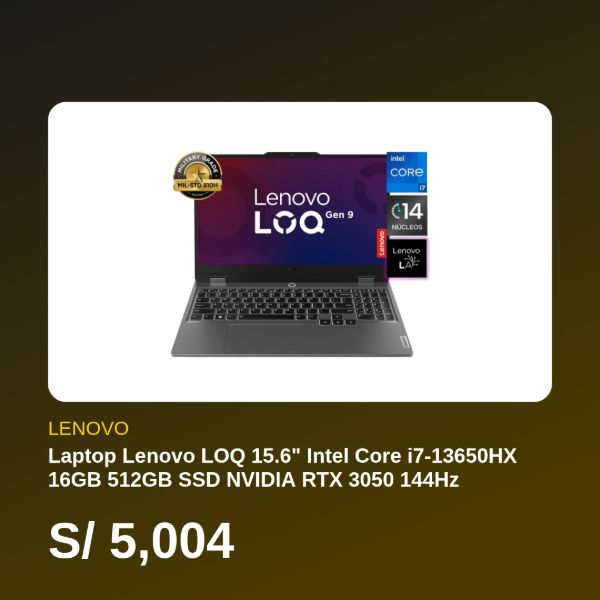 MILITARY GRADE
MIL-STD 810H
Lenovo
LOQ Gen 9
intel
CORE
i7
14
NÚCLEOS
Lenovo
Lenovo
LA
LENOVO
Laptop Lenovo LOQ 15.6" Intel Core i7-13650HX
16GB 512GB SSD NVIDIA RTX 3050 144Hz
S/ 5,004